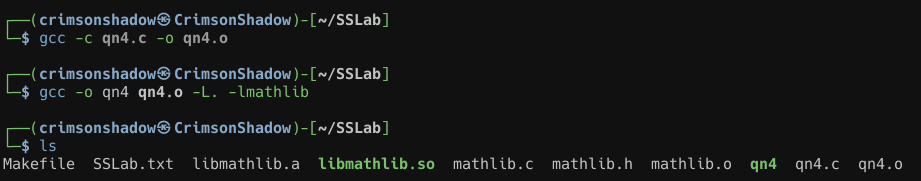 ┌──(crimsonshadow㉿CrimsonShadow)-[~/SSLab]
└─$ gcc -c qn4.c -o qn4.o
┌──(crimsonshadow㉿CrimsonShadow)-[~/SSLab]
└─$ gcc -o qn4 qn4.o -L. -lmathlib
┌──(crimsonshadow㉿CrimsonShadow)-[~/SSLab]
└─$ ls
Makefile  SSLab.txt  libmathlib.a  libmathlib.so  mathlib.c  mathlib.h  mathlib.o  qn4  qn4.c  qn4.o